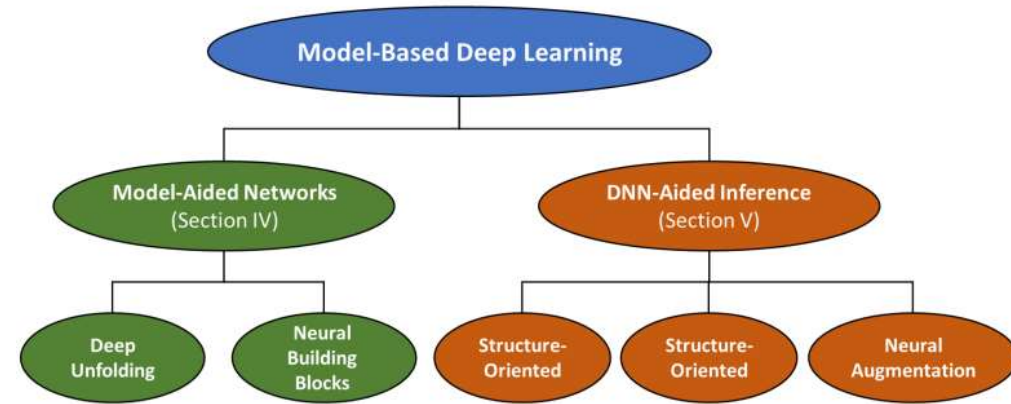 Model-Based Deep Learning
Model-Aided Networks
(Section IV)
DNN-Aided Inference
(Section V)
Deep
Unfolding
Neural
Building
Blocks
Structure-
Oriented
Structure-
Oriented
Neural
Augmentation